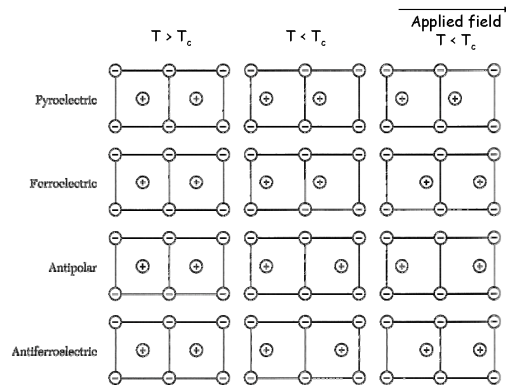 Applied field
T > Tc
T < Tc
T < Tc
Pyroelectric
Ferroelectric
Antipolar
Antiferroelectric